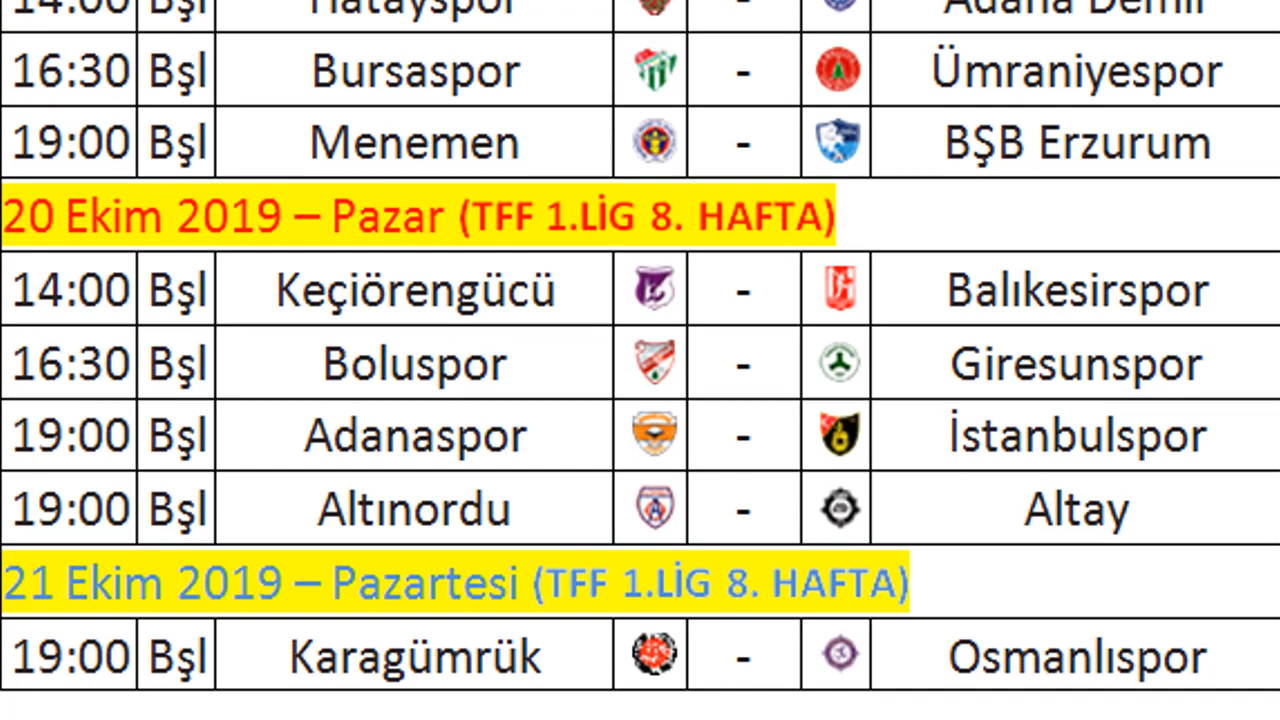 14:00 Bşl Hatayspor - Adana Demir
16:30 Bşl Bursaspor - Ümraniyespor
19:00 Bşl Menemen - BŞB Erzurum
20 Ekim 2019 – Pazar (TFF 1.LİG 8. HAFTA)
14:00 Bşl Keçiörengücü - Balıkesirspor
16:30 Bşl Boluspor - Giresunspor
19:00 Bşl Adanaspor - İstanbulspor
19:00 Bşl Altınordu - Altay
21 Ekim 2019 – Pazartesi (TFF 1.LİG 8. HAFTA)
19:00 Bşl Karagümrük - Osmanlıspor